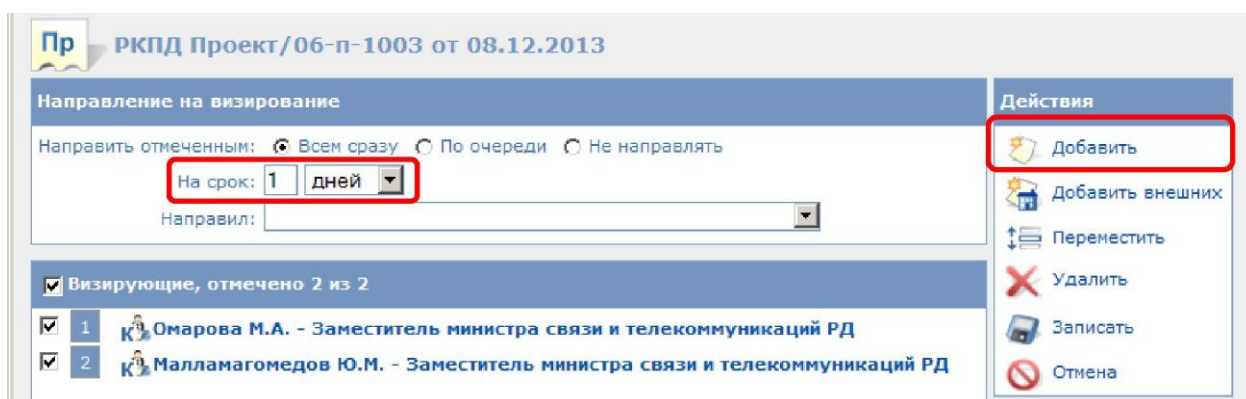 Пр РКПД Проект/06-п-1003 от 08.12.2013
Направление на визирование
Направить отмеченным: Всем сразу По очереди Не направлять
На срок: 1 дней
Направил:
Визирующие, отмечено 2 из 2
1 К Омарова М.А. - Заместитель министра связи и телекоммуникаций РД
2 К Малламагомедов Ю.М. - Заместитель министра связи и телекоммуникаций РД
Действия
Добавить
Добавить внешних
Переместить
Удалить
Записать
Отмена